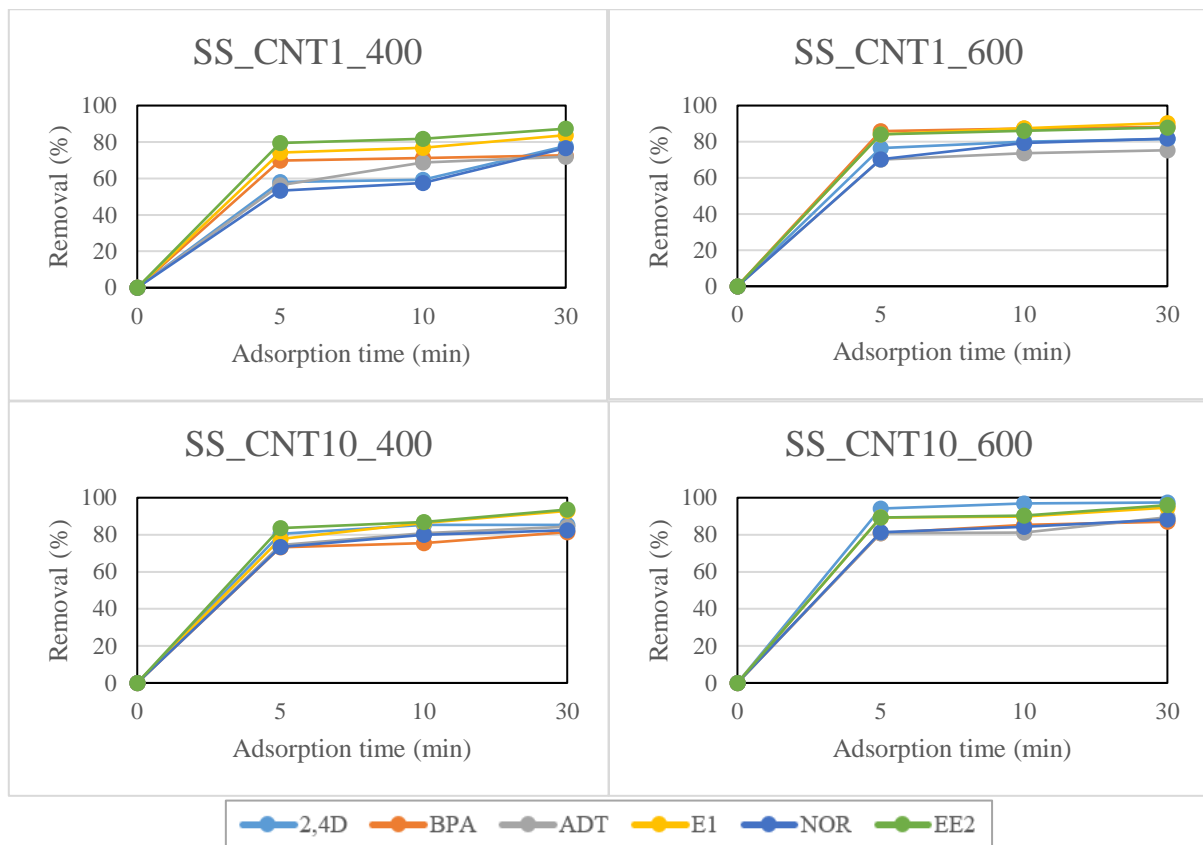 SS_CNT1_400
Removal (%)
100
80
60
40
20
0
0 5 10 30
Adsorption time (min)
SS_CNT1_600
Removal (%)
100
80
60
40
20
0
0 5 10 30
Adsorption time (min)
SS_CNT10_400
Removal (%)
100
80
60
40
20
0
0 5 10 30
Adsorption time (min)
SS_CNT10_600
Removal (%)
100
80
60
40
20
0
0 5 10 30
Adsorption time (min)
2,4D BPA ADT E1 NOR EE2